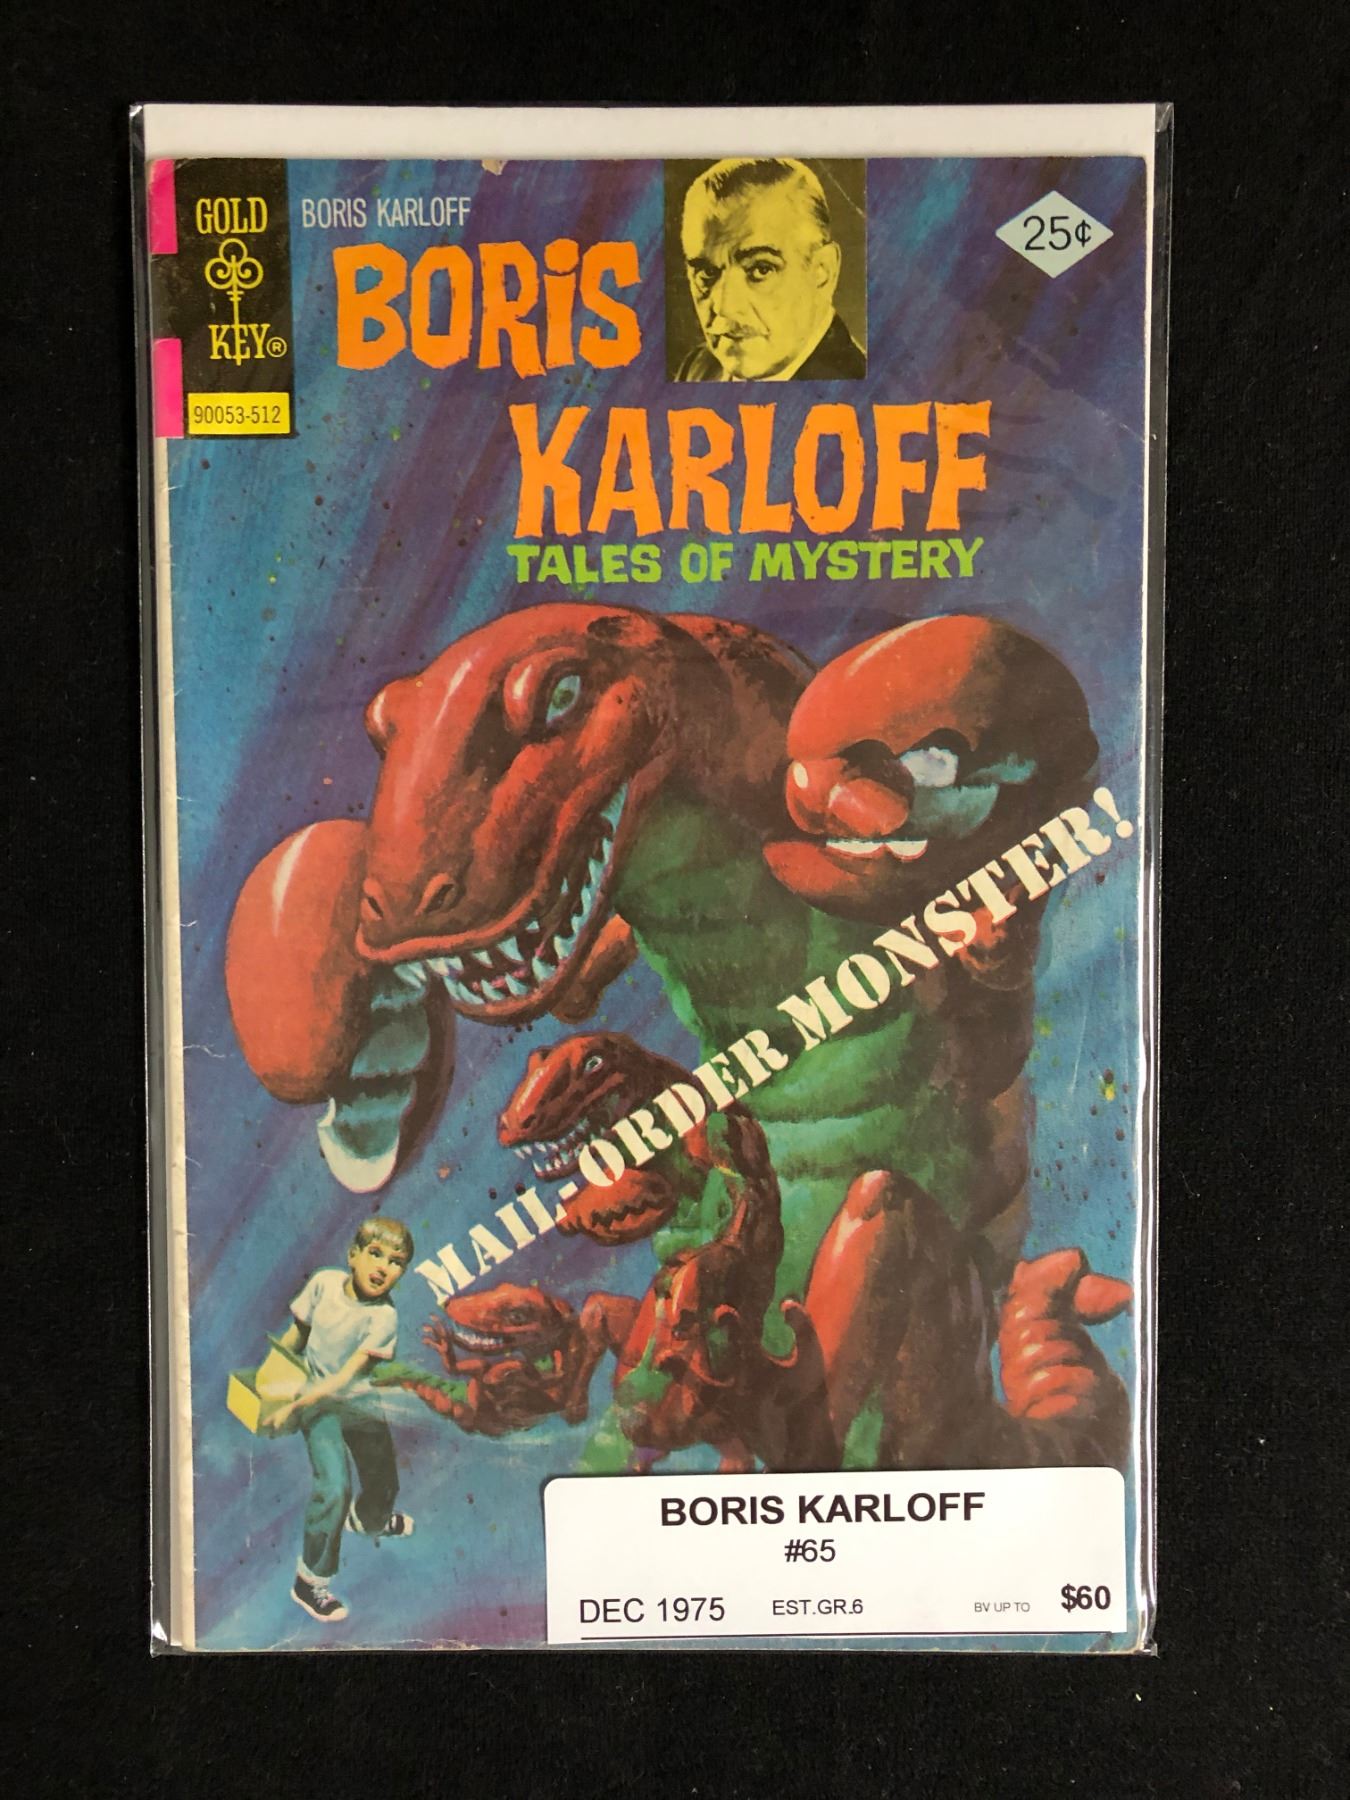 GOLD
KEY®
BORIS KARLOFF
BORIS
KARLOFF
TALES OF MYSTERY
25¢
90053-512
MAIL-ORDER MONSTER!
BORIS KARLOFF
#65
DEC 1975 EST.GR.6 BV UP TO $60